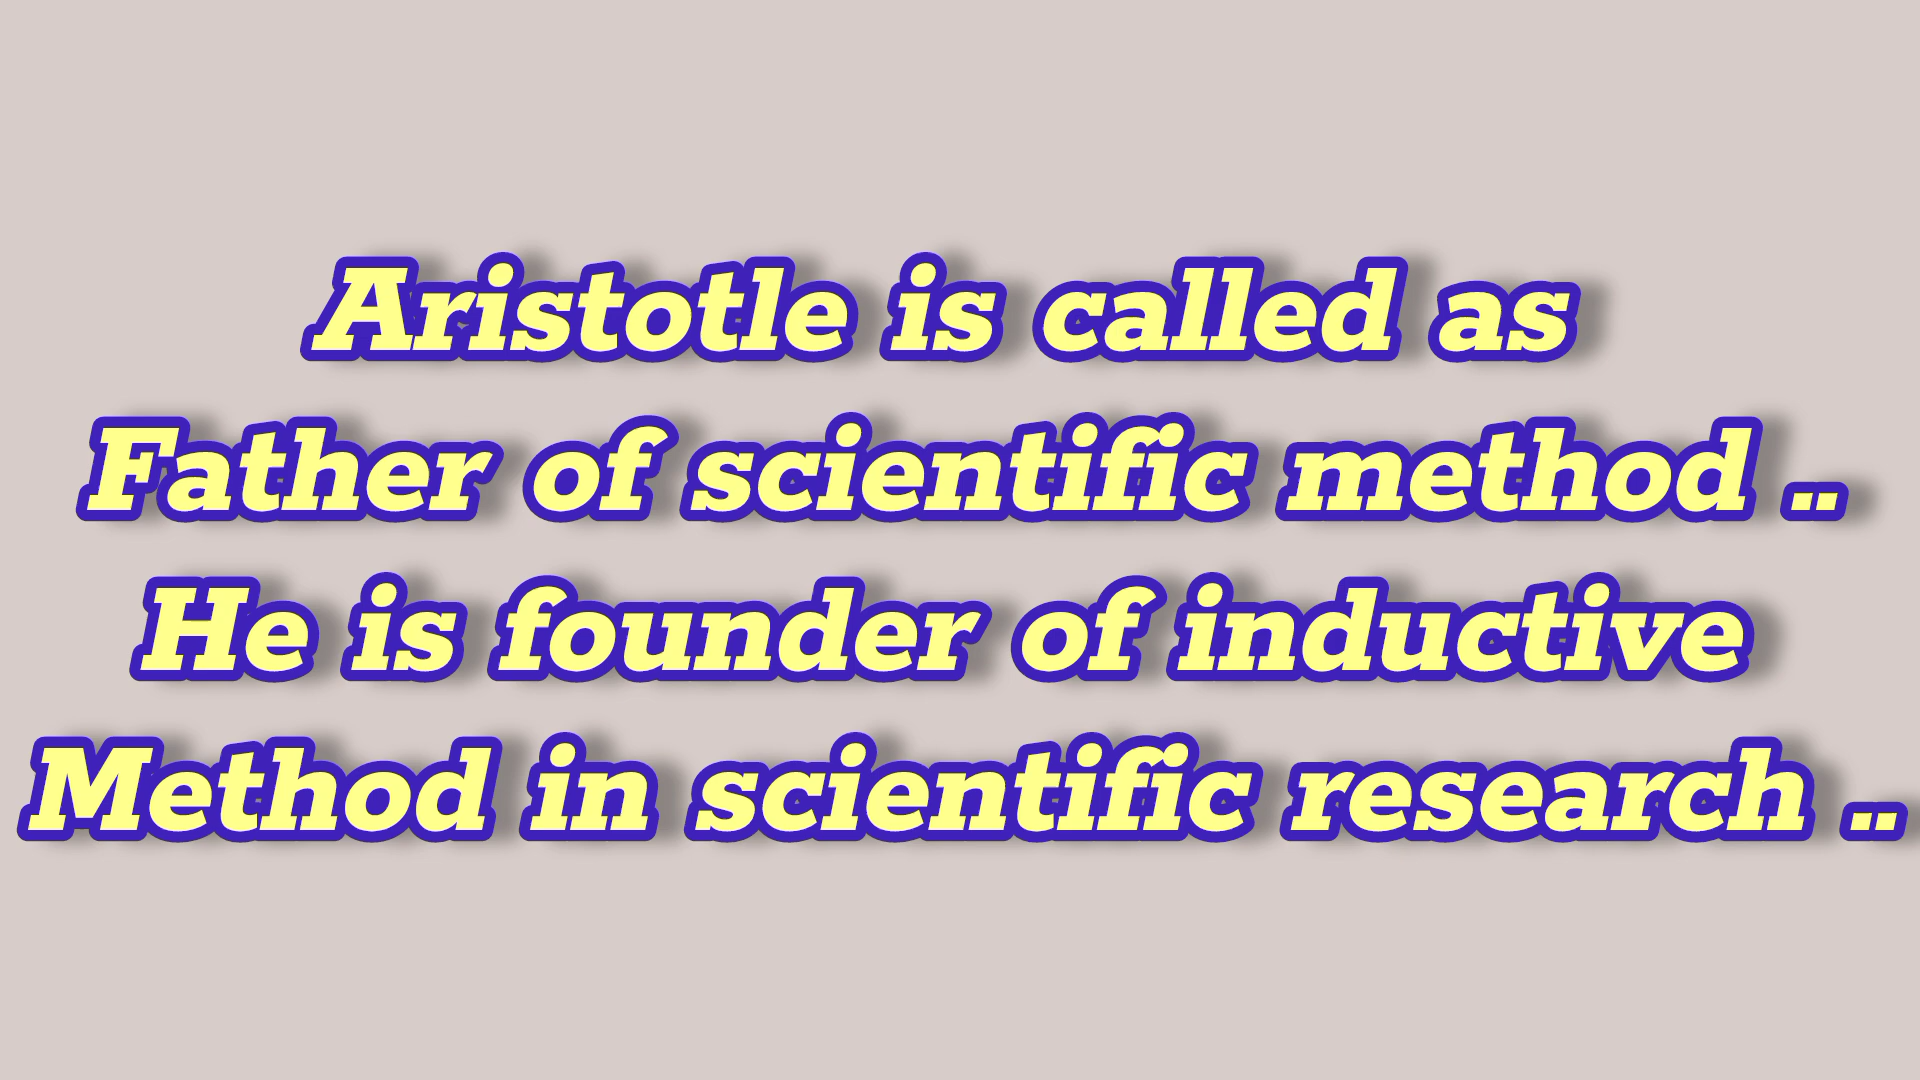 Aristotle is called as
Father of scientific method ..
He is founder of inductive
Method in scientific research ..